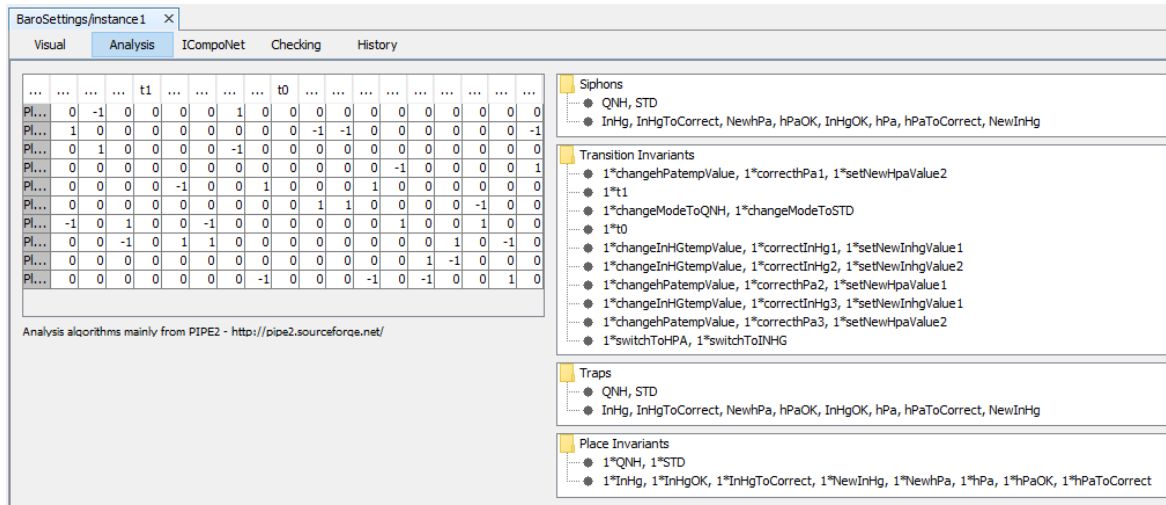 BaroSettings/instance1
Visual Analysis ICompoNet Checking History
... ... ... ... t1 ... ... ... ... t0 ... ... ... ... ... ... ... ... ...
Pl... 0 -1 0 0 0 0 1 0 0 0 0 0 0 0 0 0 0 0
Pl... 1 0 0 0 0 0 0 0 0 -1 -1 0 0 0 0 0 0 -1
Pl... 0 1 0 0 0 0 -1 0 0 0 0 0 0 0 0 0 0 0
Pl... 0 0 0 0 0 0 0 0 0 0 0 0 -1 0 0 0 0 1
Pl... 0 0 0 0 -1 0 0 1 0 0 0 1 0 0 0 0 0 0
Pl... 0 0 0 0 0 0 0 0 0 1 1 0 0 0 0 -1 0 0
Pl... -1 0 1 0 0 -1 0 0 0 0 0 0 1 0 0 1 0 0
Pl... 0 0 -1 0 1 1 0 0 0 0 0 0 0 0 1 0 -1 0
Pl... 0 0 0 0 0 0 0 0 0 0 0 0 0 1 -1 0 0 0
Pl... 0 0 0 0 0 0 0 -1 0 0 0 -1 0 -1 0 0 1 0
Analysis algorithms mainly from PIPE2 - http://pipe2.sourceforge.net/
Siphons
QNH, STD
InHg, InHgToCorrect, NewhPa, hPaOK, InHgOK, hPa, hPaToCorrect, NewInHg
Transition Invariants
1*changehPatempValue, 1*correcthPa1, 1*setNewHpaValue2
1*t1
1*changeModeToQNH, 1*changeModeToSTD
1*t0
1*changeInHGtempValue, 1*correctInHg1, 1*setNewInhgValue1
1*changeInHGtempValue, 1*correctInHg2, 1*setNewInhgValue2
1*changehPatempValue, 1*correcthPa2, 1*setNewHpaValue1
1*changeInHGtempValue, 1*correctInHg3, 1*setNewInhgValue1
1*changehPatempValue, 1*correcthPa3, 1*setNewHpaValue2
1*switchToHPA, 1*switchToINHG
Traps
QNH, STD
InHg, InHgToCorrect, NewhPa, hPaOK, InHgOK, hPa, hPaToCorrect, NewInHg
Place Invariants
1*QNH, 1*STD
1*InHg, 1*InHgOK, 1*InHgToCorrect, 1*NewInHg, 1*NewhPa, 1*hPa, 1*hPaOK, 1*hPaToCorrect